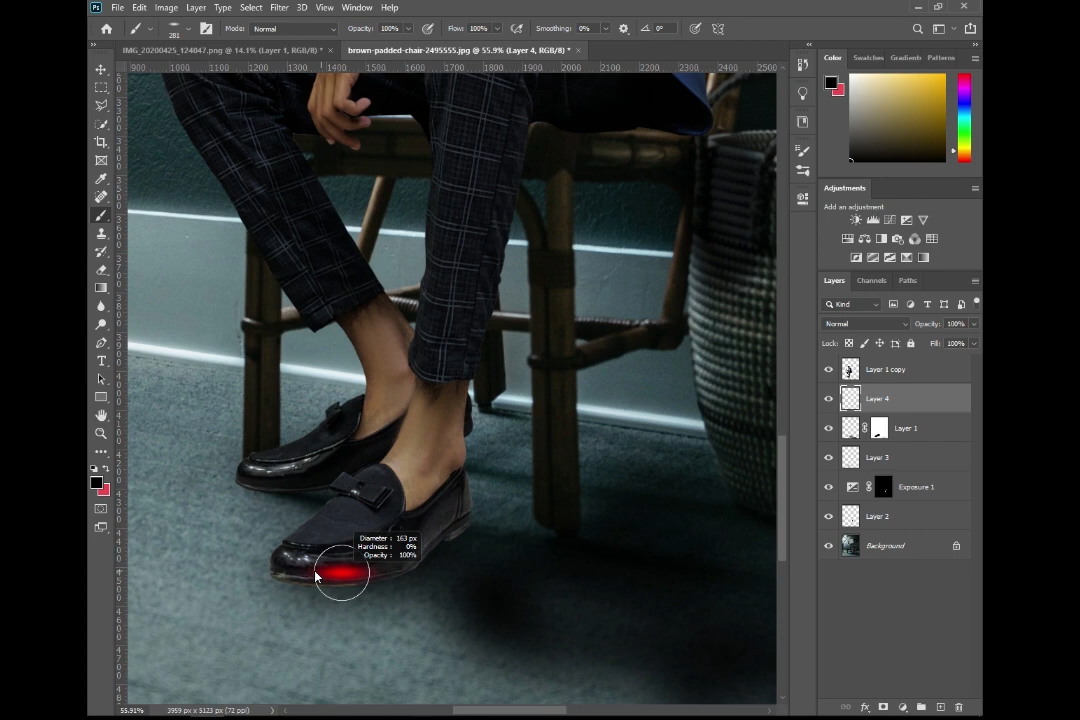 Ps File Edit Image Layer Type Select Filter 3D View Window Help
281 Mode: Normal Opacity: 100% Flow: 100% Smoothing: 0% 0°
IMG_20200425_124047.png @ 14.1% (Layer 1, RGB/8) * × brown-padded-chair-2495555.jpg @ 55.9% (Layer 4, RGB/8) * ×
900 1000 1100 1200 1300 1400 1500 1600 1700 1800 1900 2000 2100 2200 2300 2400 2500
Color Swatches Gradients Patterns
Adjustments
Add an adjustment
Layers Channels Paths
Kind
Normal Opacity: 100%
Lock: Fill: 100%
Layer 1 copy
Layer 4
Layer 1
Layer 3
Exposure 1
Layer 2
Background
Diameter : 163 px
Hardness : 0%
Opacity : 100%
55.91% 3959 px x 5123 px (72 ppi)